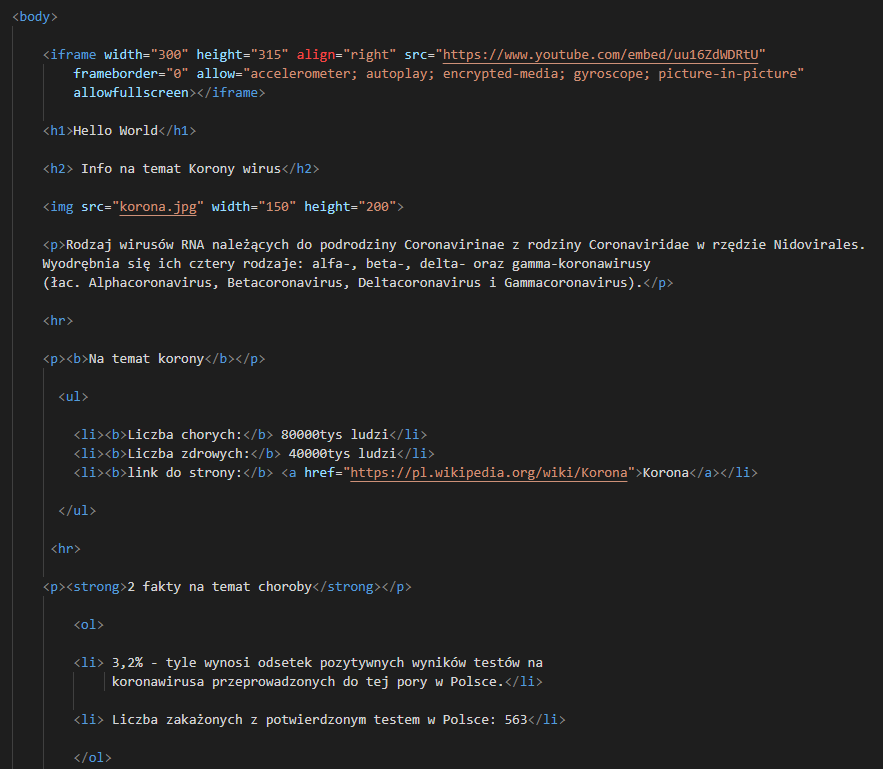 <body>
<iframe width="300" height="315" align="right" src="https://www.youtube.com/embed/uu16ZdWDRtU"
frameborder="0" allow="accelerometer; autoplay; encrypted-media; gyroscope; picture-in-picture"
allowfullscreen></iframe>
<h1>Hello World</h1>
<h2> Info na temat Korony wirus</h2>
<img src="korona.jpg" width="150" height="200">
<p>Rodzaj wirusów RNA należących do podrodziny Coronavirinae z rodziny Coronaviridae w rzędzie Nidovirales.
Wyodrębnia się ich cztery rodzaje: alfa-, beta-, delta- oraz gamma-koronawirusy
(łac. Alphacoronavirus, Betacoronavirus, Deltacoronavirus i Gammacoronavirus).</p>
<hr>
<p><b>Na temat korony</b></p>
<ul>
<li><b>Liczba chorych:</b> 80000tys ludzi</li>
<li><b>Liczba zdrowych:</b> 40000tys ludzi</li>
<li><b>link do strony:</b> <a href="https://pl.wikipedia.org/wiki/Korona">Korona</a></li>
</ul>
<hr>
<p><strong>2 fakty na temat choroby</strong></p>
<ol>
<li> 3,2% - tyle wynosi odsetek pozytywnych wyników testów na
koronawirusa przeprowadzonych do tej pory w Polsce.</li>
<li> Liczba zakażonych z potwierdzonym testem w Polsce: 563</li>
</ol>